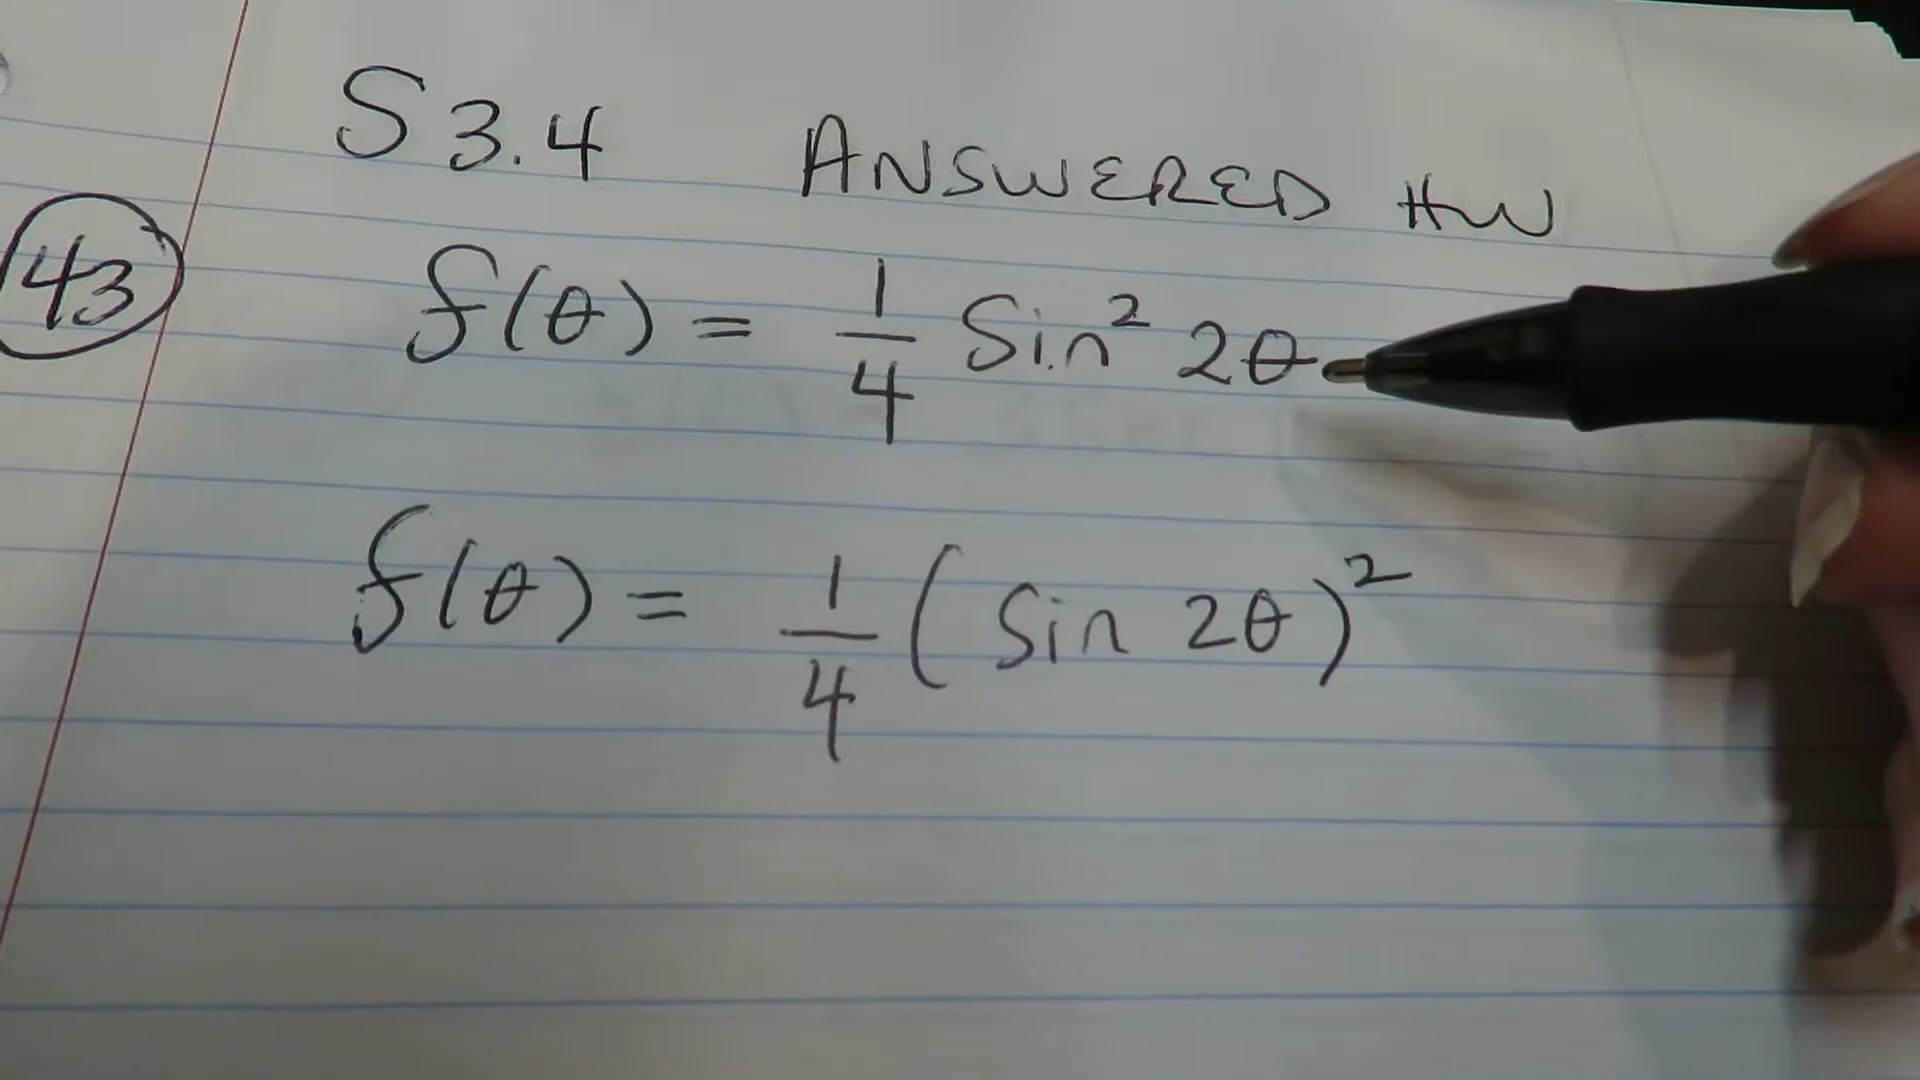 S 3.4 ANSWERED HW
43 f(θ) = 1/4 Sin² 2θ
f(θ) = 1/4 (Sin 2θ)²